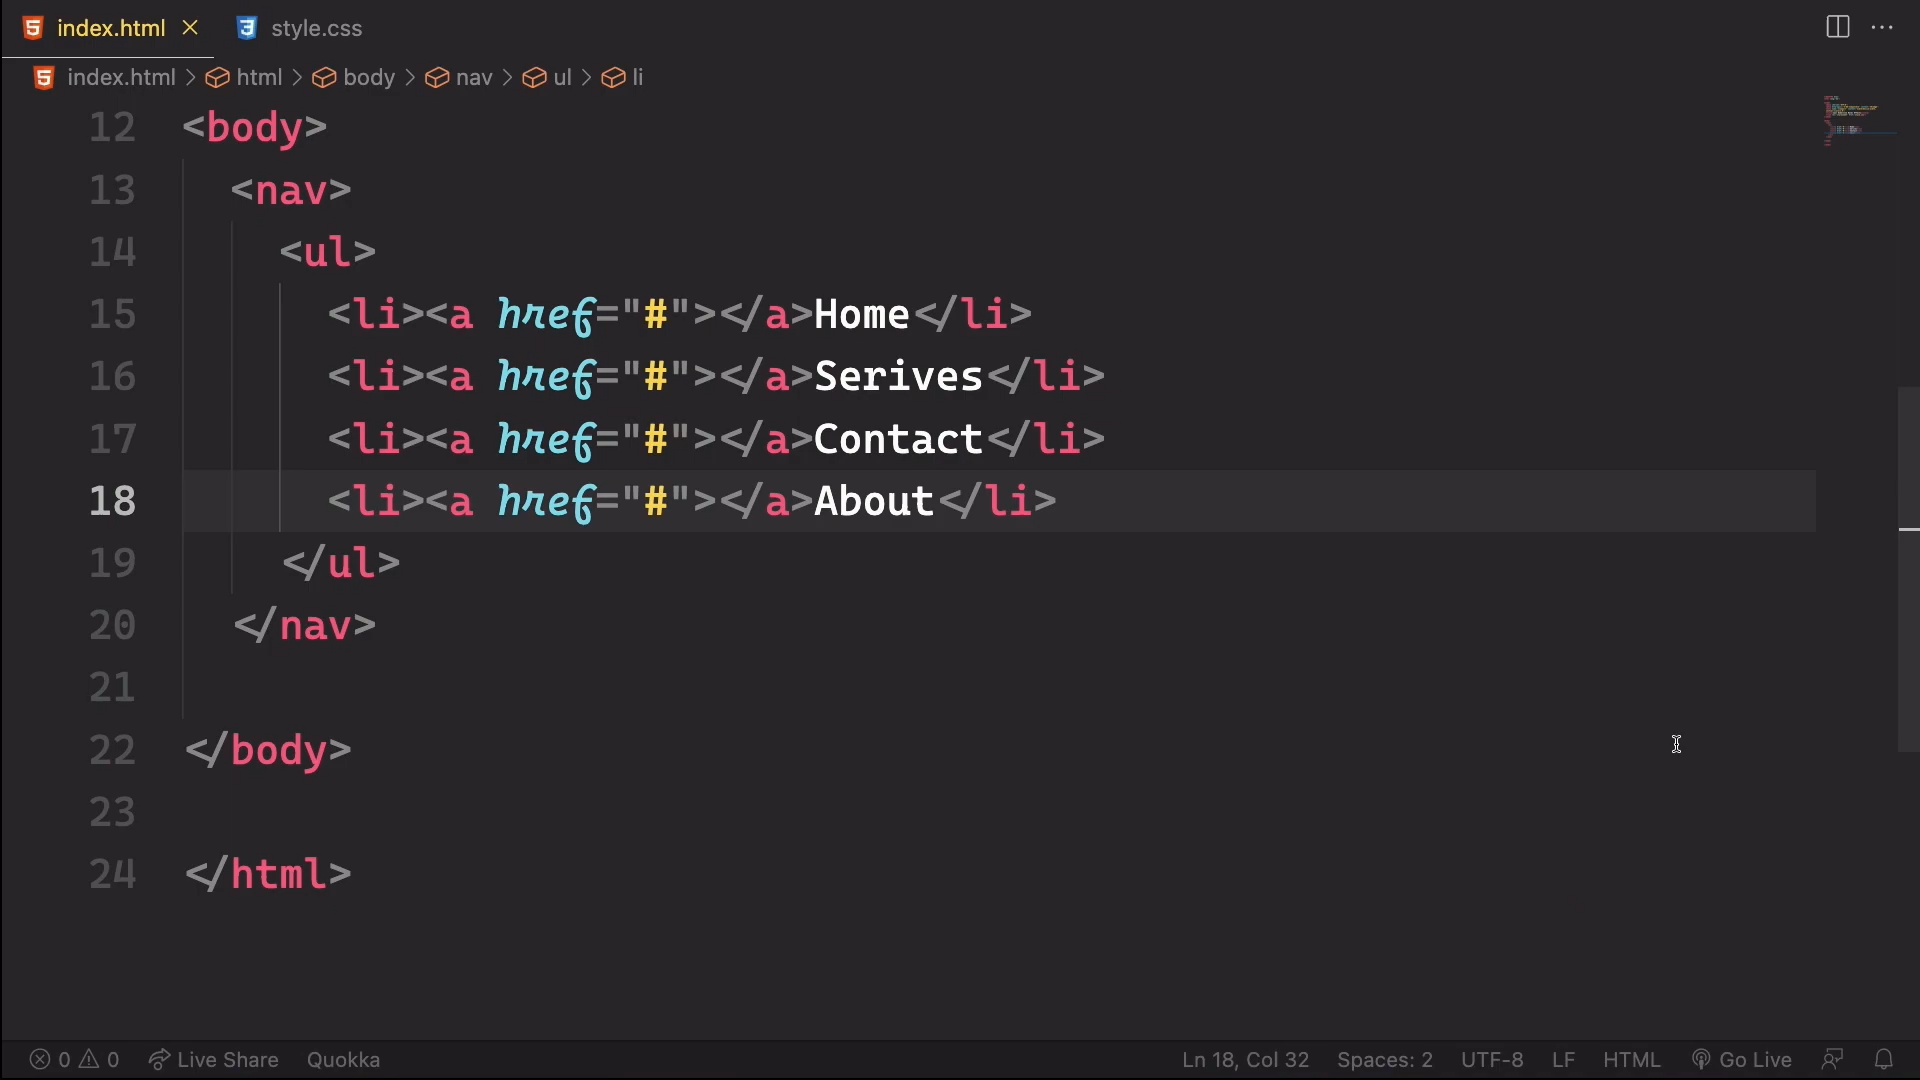 index.html style.css
index.html > html > body > nav > ul > li
12 <body>
13 <nav>
14 <ul>
15 <li><a href="#"></a>Home</li>
16 <li><a href="#"></a>Serives</li>
17 <li><a href="#"></a>Contact</li>
18 <li><a href="#"></a>About</li>
19 </ul>
20 </nav>
21
22 </body>
23
24 </html>
0 0 Live Share Quokka Ln 18, Col 32 Spaces: 2 UTF-8 LF HTML Go Live